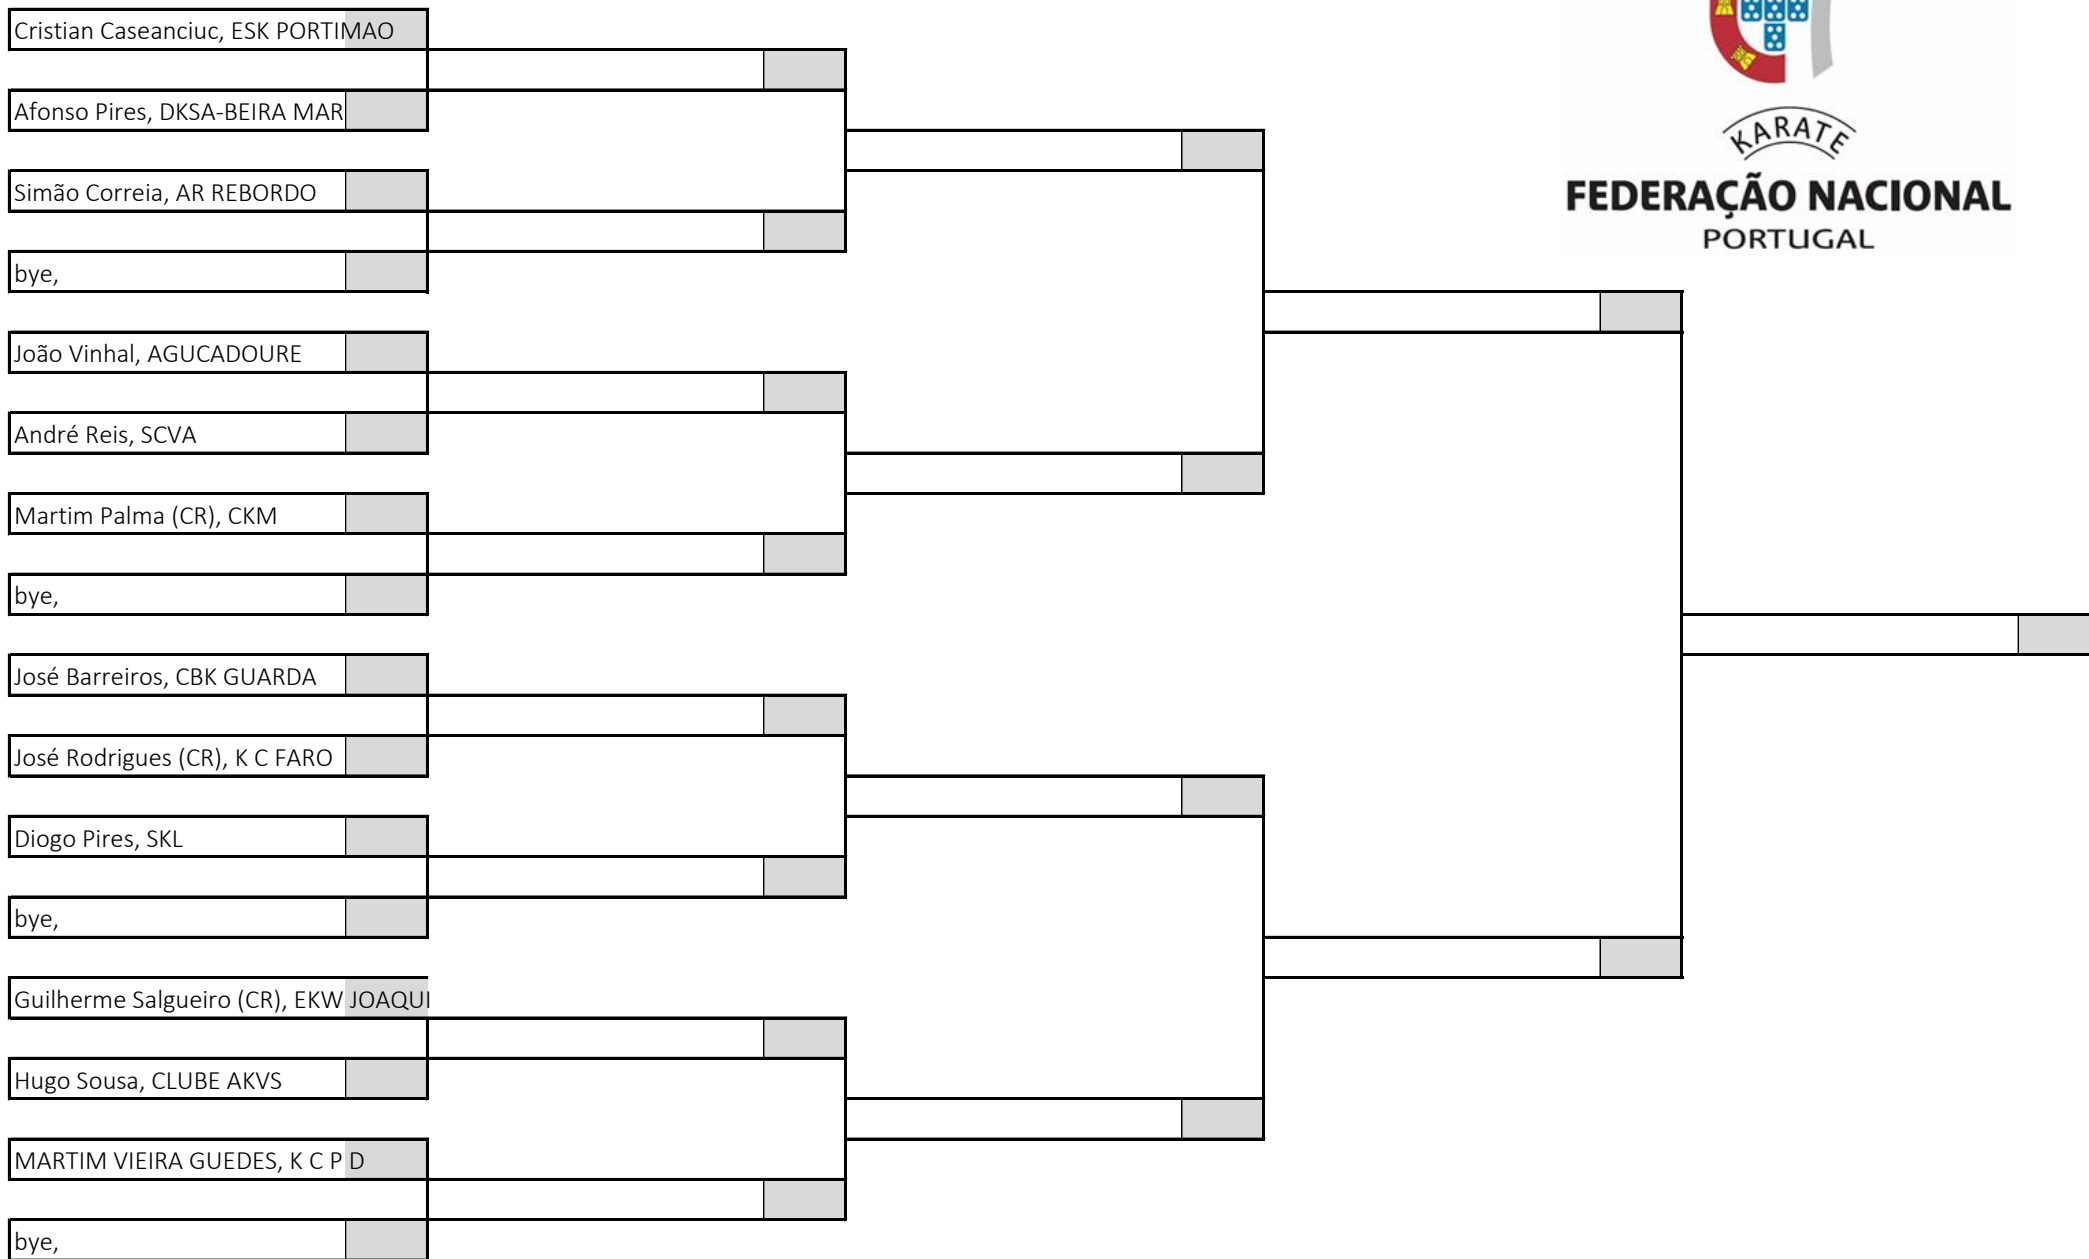 Cristian Caseanciuc, ESK PORTIMAO
Afonso Pires, DKSA-BEIRA MAR
KARATE
Simão Correia, AR REBORDO
FEDERAÇÃO NACIONAL
PORTUGAL
bye,
João Vinhal, AGUCADOURE
André Reis, SCVA
Martim Palma (CR), CKM
bye,
José Barreiros, CBK GUARDA
José Rodrigues (CR), K C FARO
Diogo Pires, SKL
bye,
Guilherme Salgueiro (CR), EKW JOAQUI
Hugo Sousa, CLUBE AKVS
MARTIM VIEIRA GUEDES, K C P D
bye,